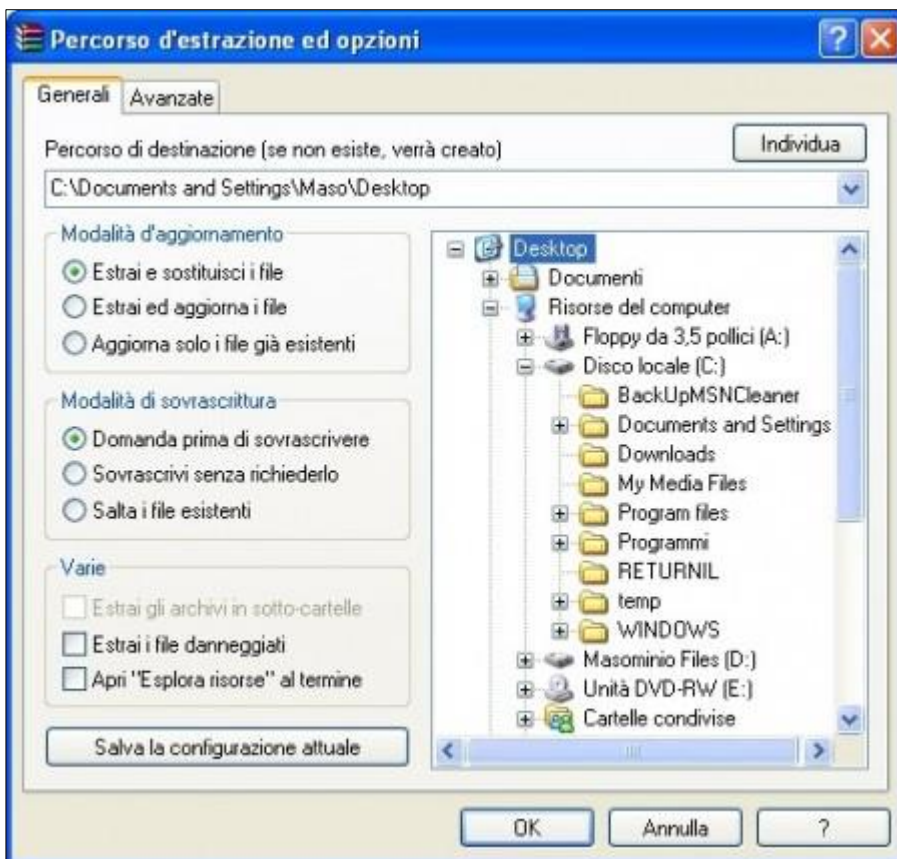 Percorso d'estrazione ed opzioni
Generali
Avanzate
Percorso di destinazione (se non esiste, verrà creato)
Individua
C:\Documents and Settings\Maso\Desktop
Modalità d'aggiornamento
Estrai e sostituisci i file
Estrai ed aggiorna i file
Aggiorna solo i file già esistenti
Modalità di sovrascrittura
Domanda prima di sovrascrivere
Sovrascrivi senza richiederlo
Salta i file esistenti
Varie
Estrai gli archivi in sotto-cartelle
Estrai i file danneggiati
Apri "Esplora risorse" al termine
Salva la configurazione attuale
Desktop
Documenti
Risorse del computer
Floppy da 3,5 pollici (A:)
Disco locale (C:)
BackUpMSNCleaner
Documents and Settings
Downloads
My Media Files
Program files
Programmi
RETURNIL
temp
WINDOWS
Masominio Files (D:)
Unità DVD-RW (E:)
Cartelle condivise
OK
Annulla
?